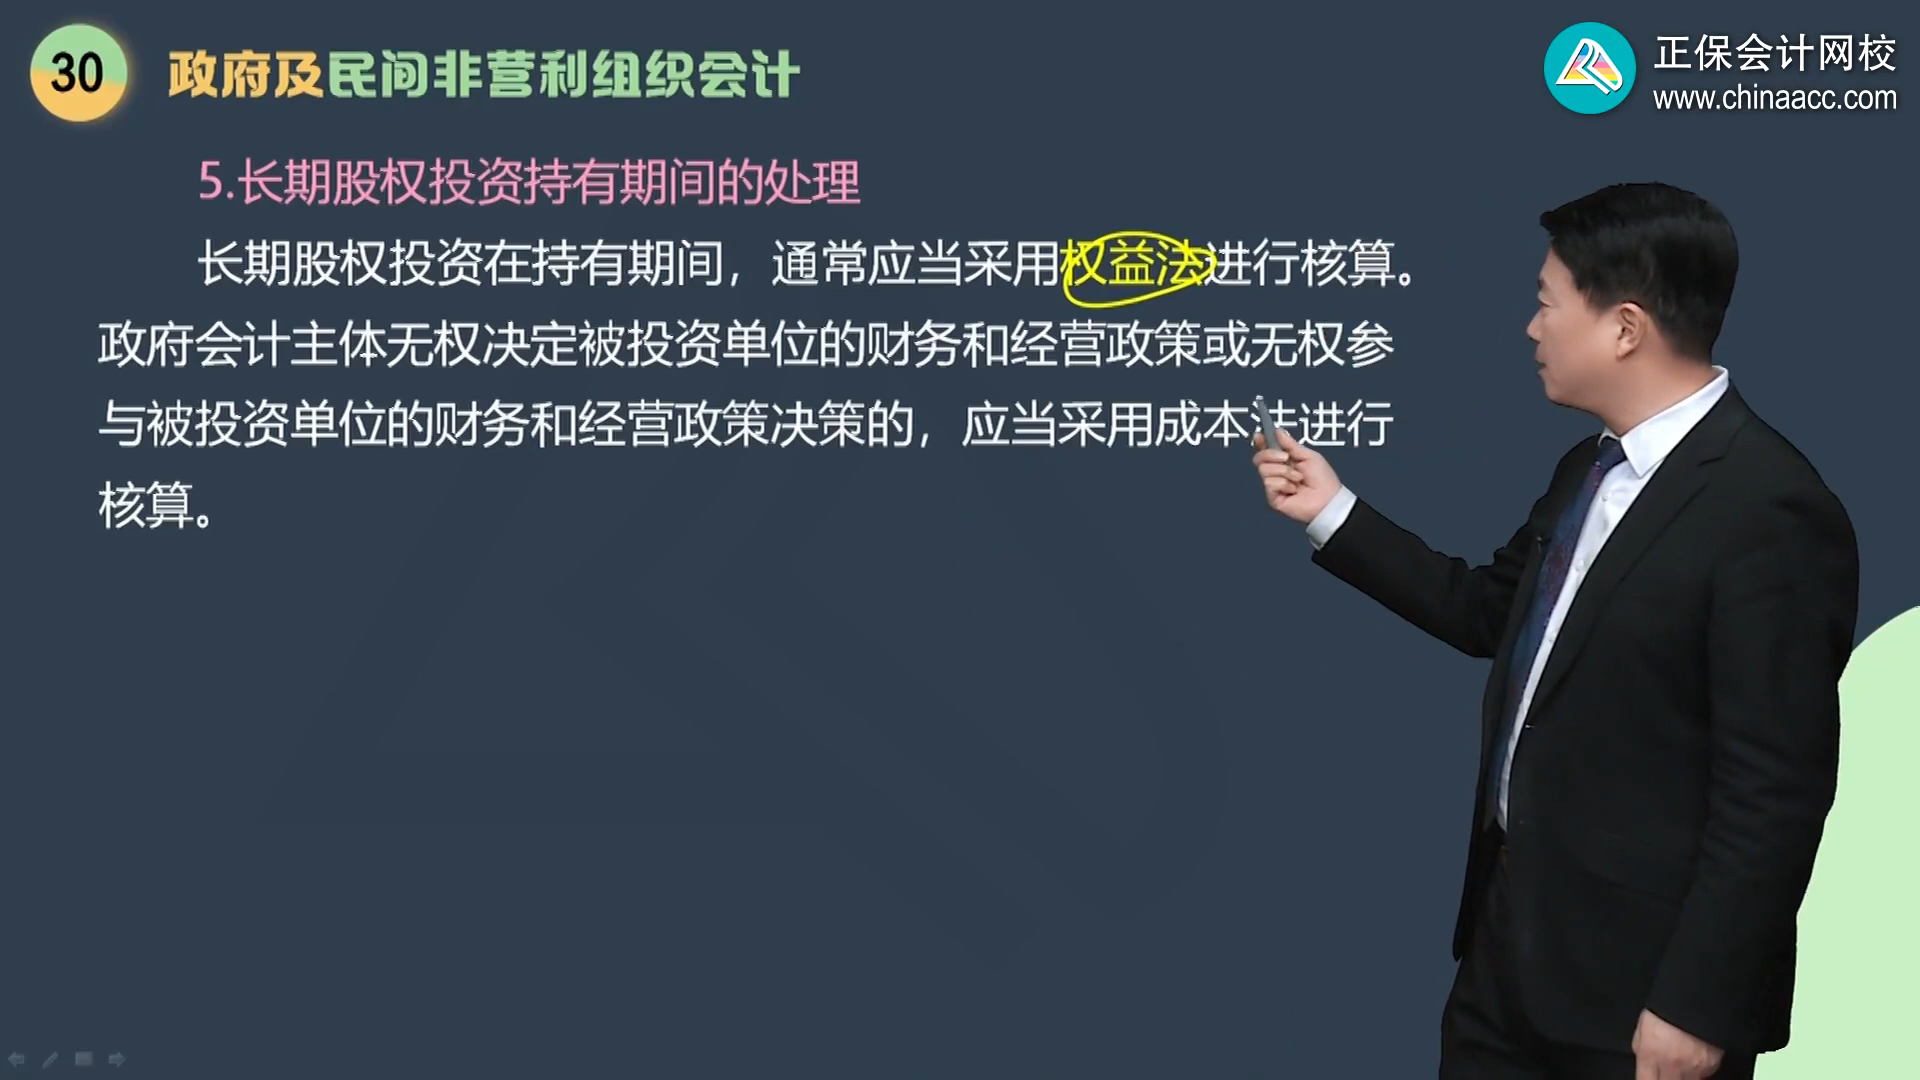 30 政府及民间非营利组织会计
正保会计网校
www.chinaacc.com
5.长期股权投资持有期间的处理
长期股权投资在持有期间，通常应当采用权益法进行核算。
政府会计主体无权决定被投资单位的财务和经营政策或无权参
与被投资单位的财务和经营政策决策的，应当采用成本法进行
核算。